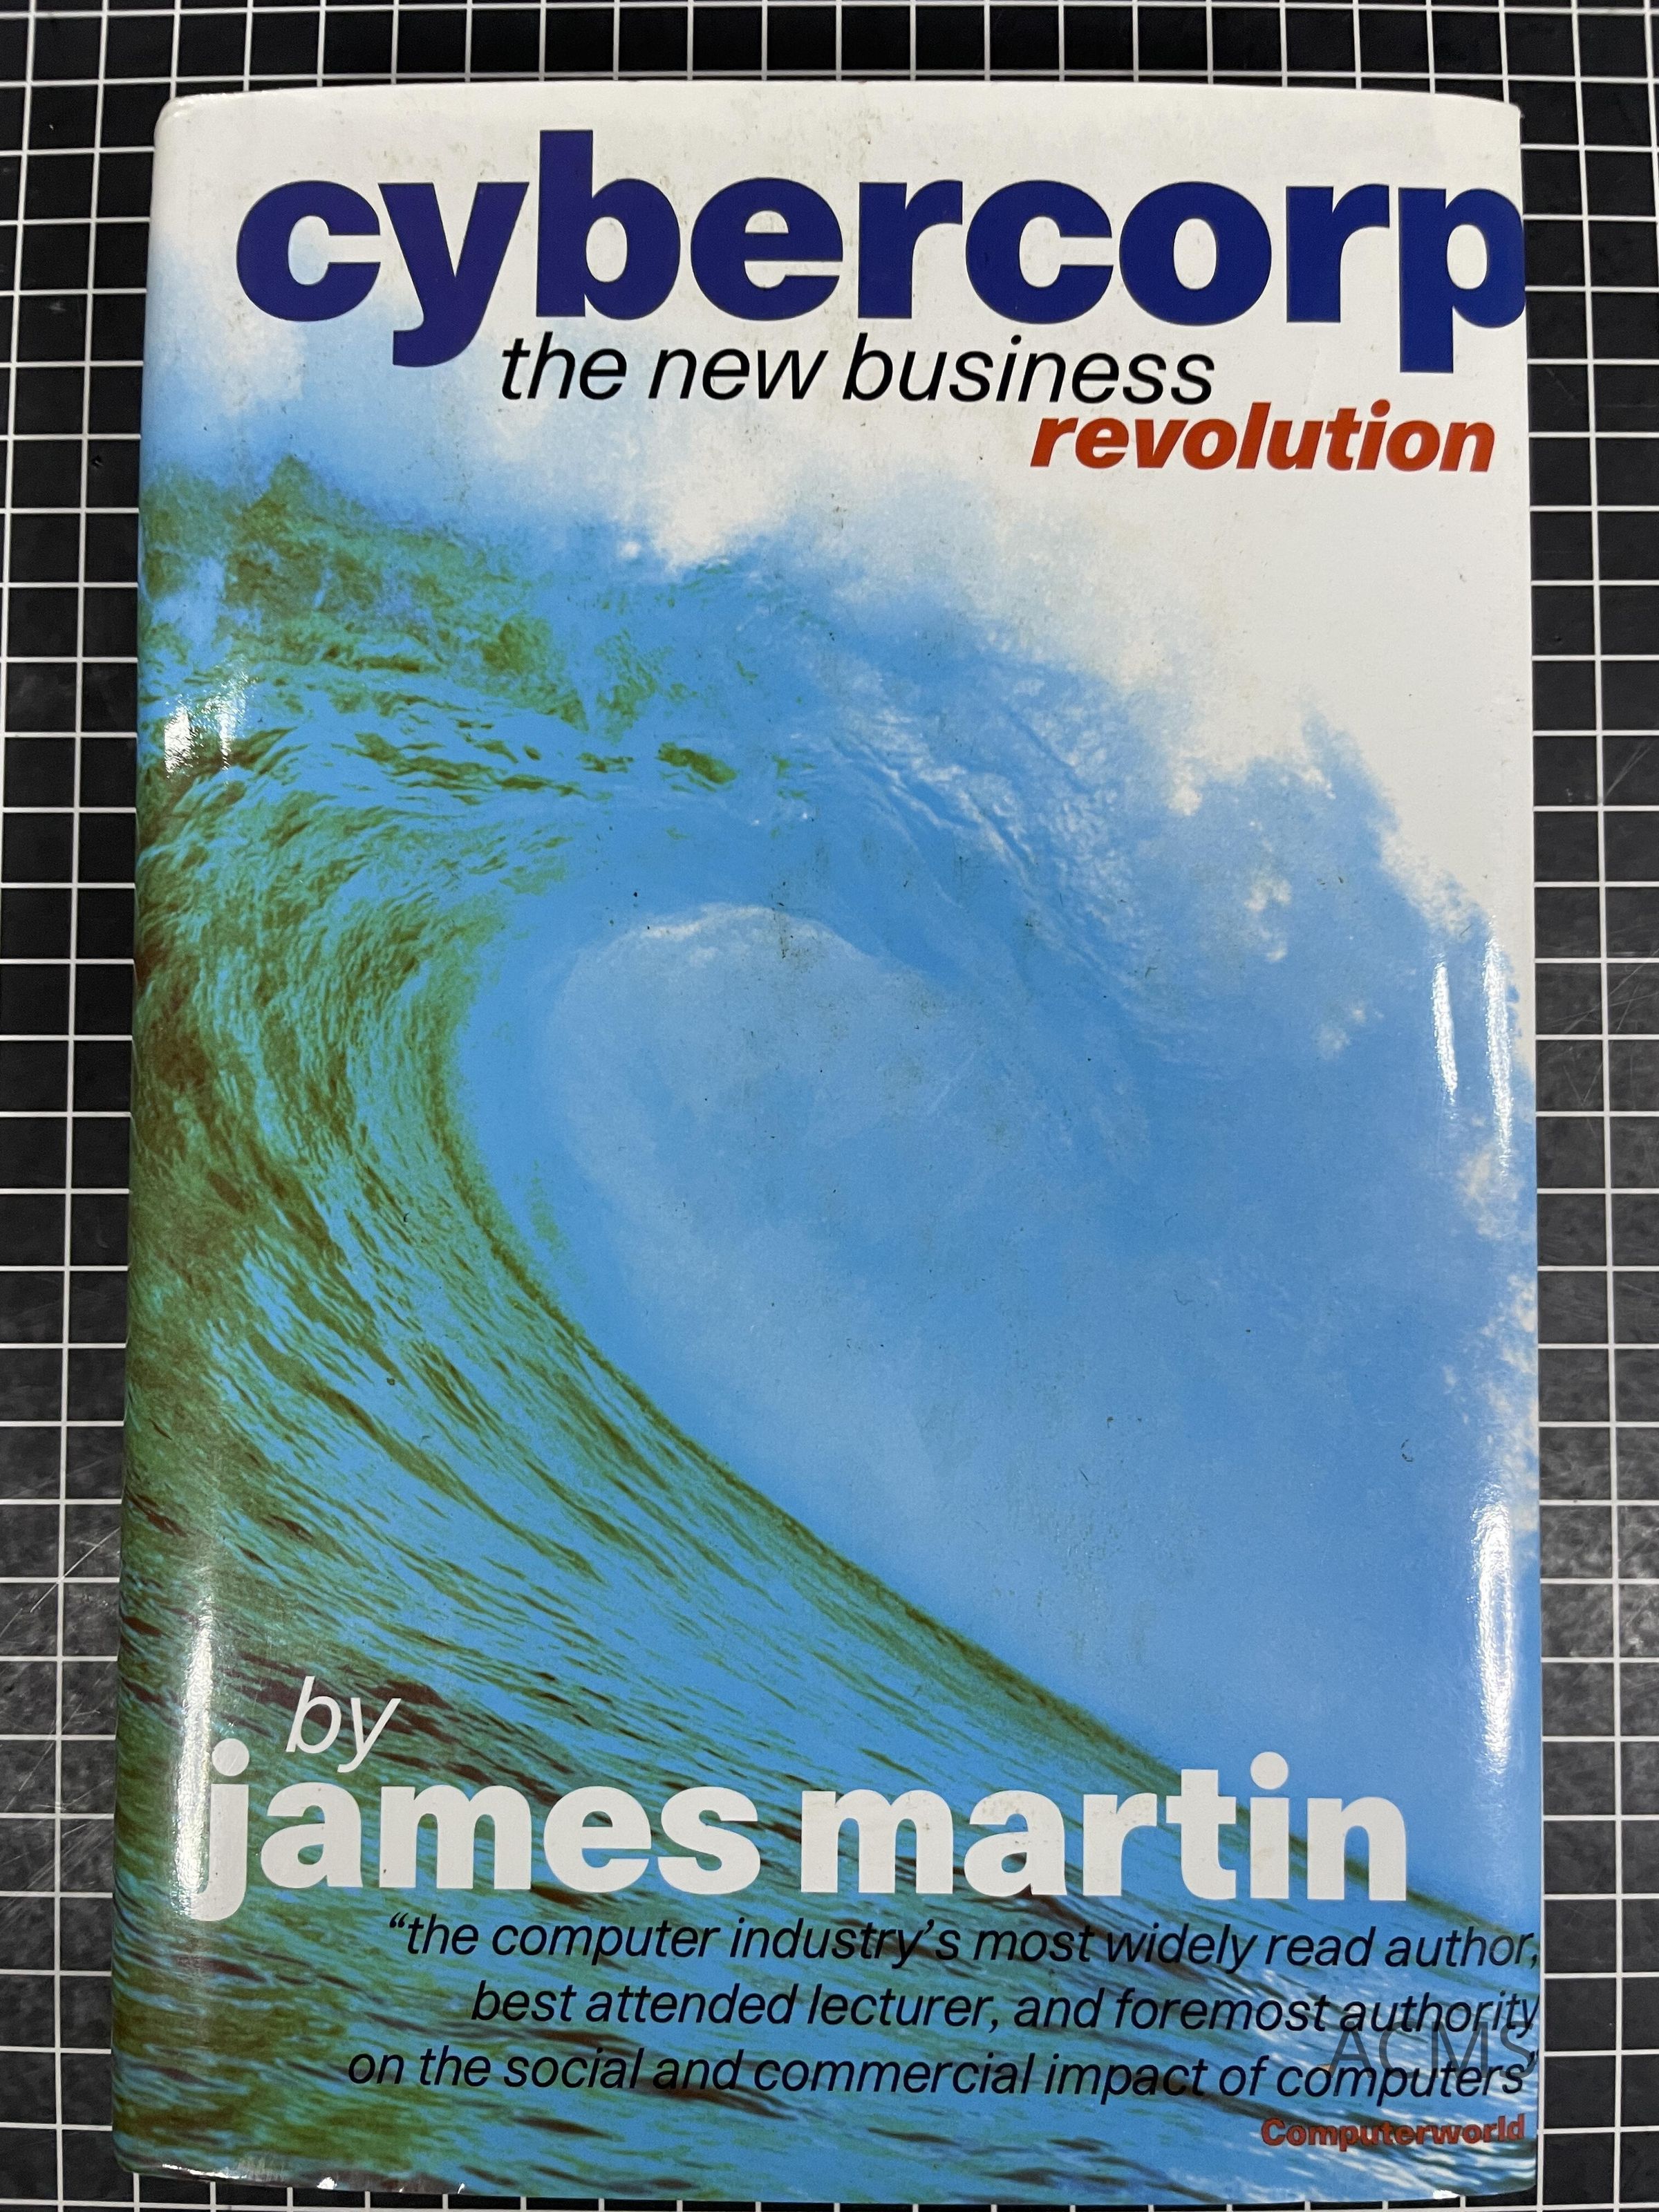 cybercorp
the new business
revolution
by
james martin
“the computer industry’s most widely read author,
best attended lecturer, and foremost authority
on the social and commercial impact of computers”
Computerworld
ACMS